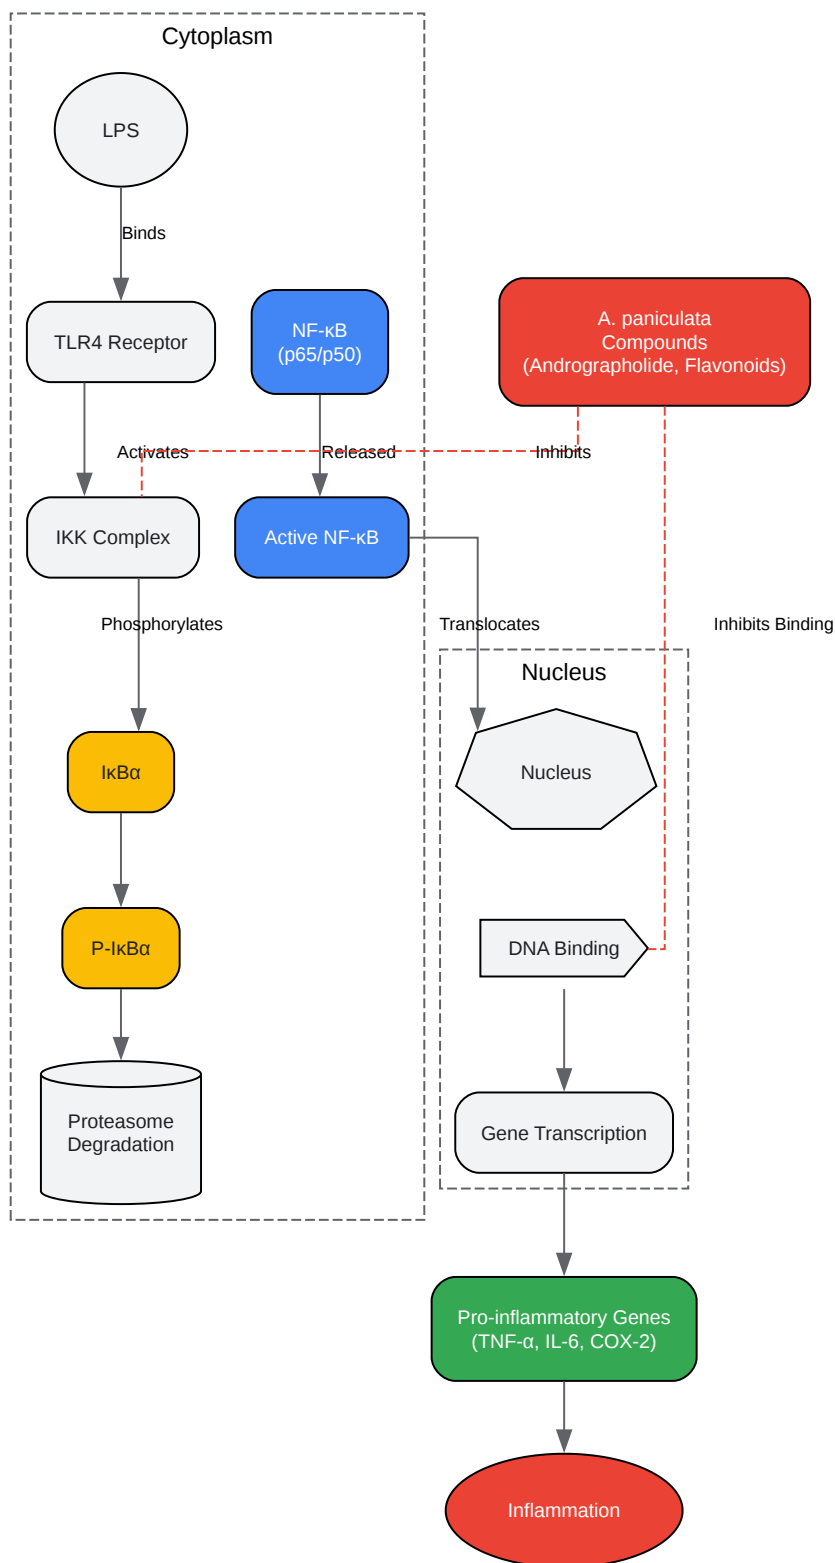 Cytoplasm
LPS
Binds
TLR4 Receptor
NF-κB
(p65/p50)
A. paniculata
Compounds
(Andrographolide, Flavonoids)
Activates
Released
Inhibits
IKK Complex
Active NF-κB
Phosphorylates
Translocates
Inhibits Binding
Nucleus
IκBα
Nucleus
P-IκBα
DNA Binding
Proteasome
Degradation
Gene Transcription
Pro-inflammatory Genes
(TNF-α, IL-6, COX-2)
Inflammation